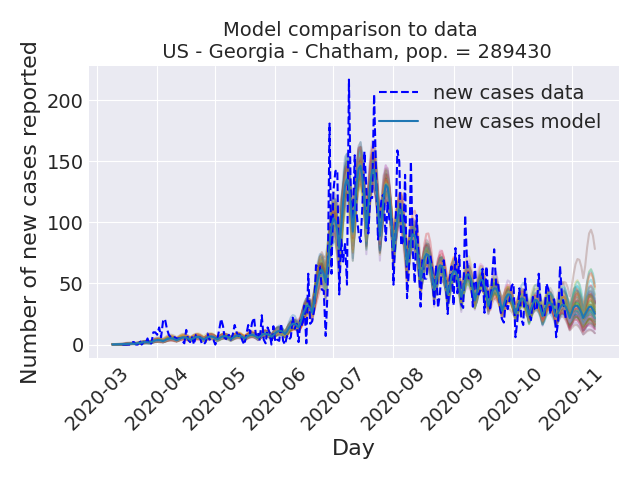 Model comparison to data
US - Georgia - Chatham, pop. = 289430
Number of new cases reported
200
150
100
50
0
new cases data
new cases model
2020-03
2020-04
2020-05
2020-06
2020-07
2020-08
2020-09
2020-10
2020-11
Day